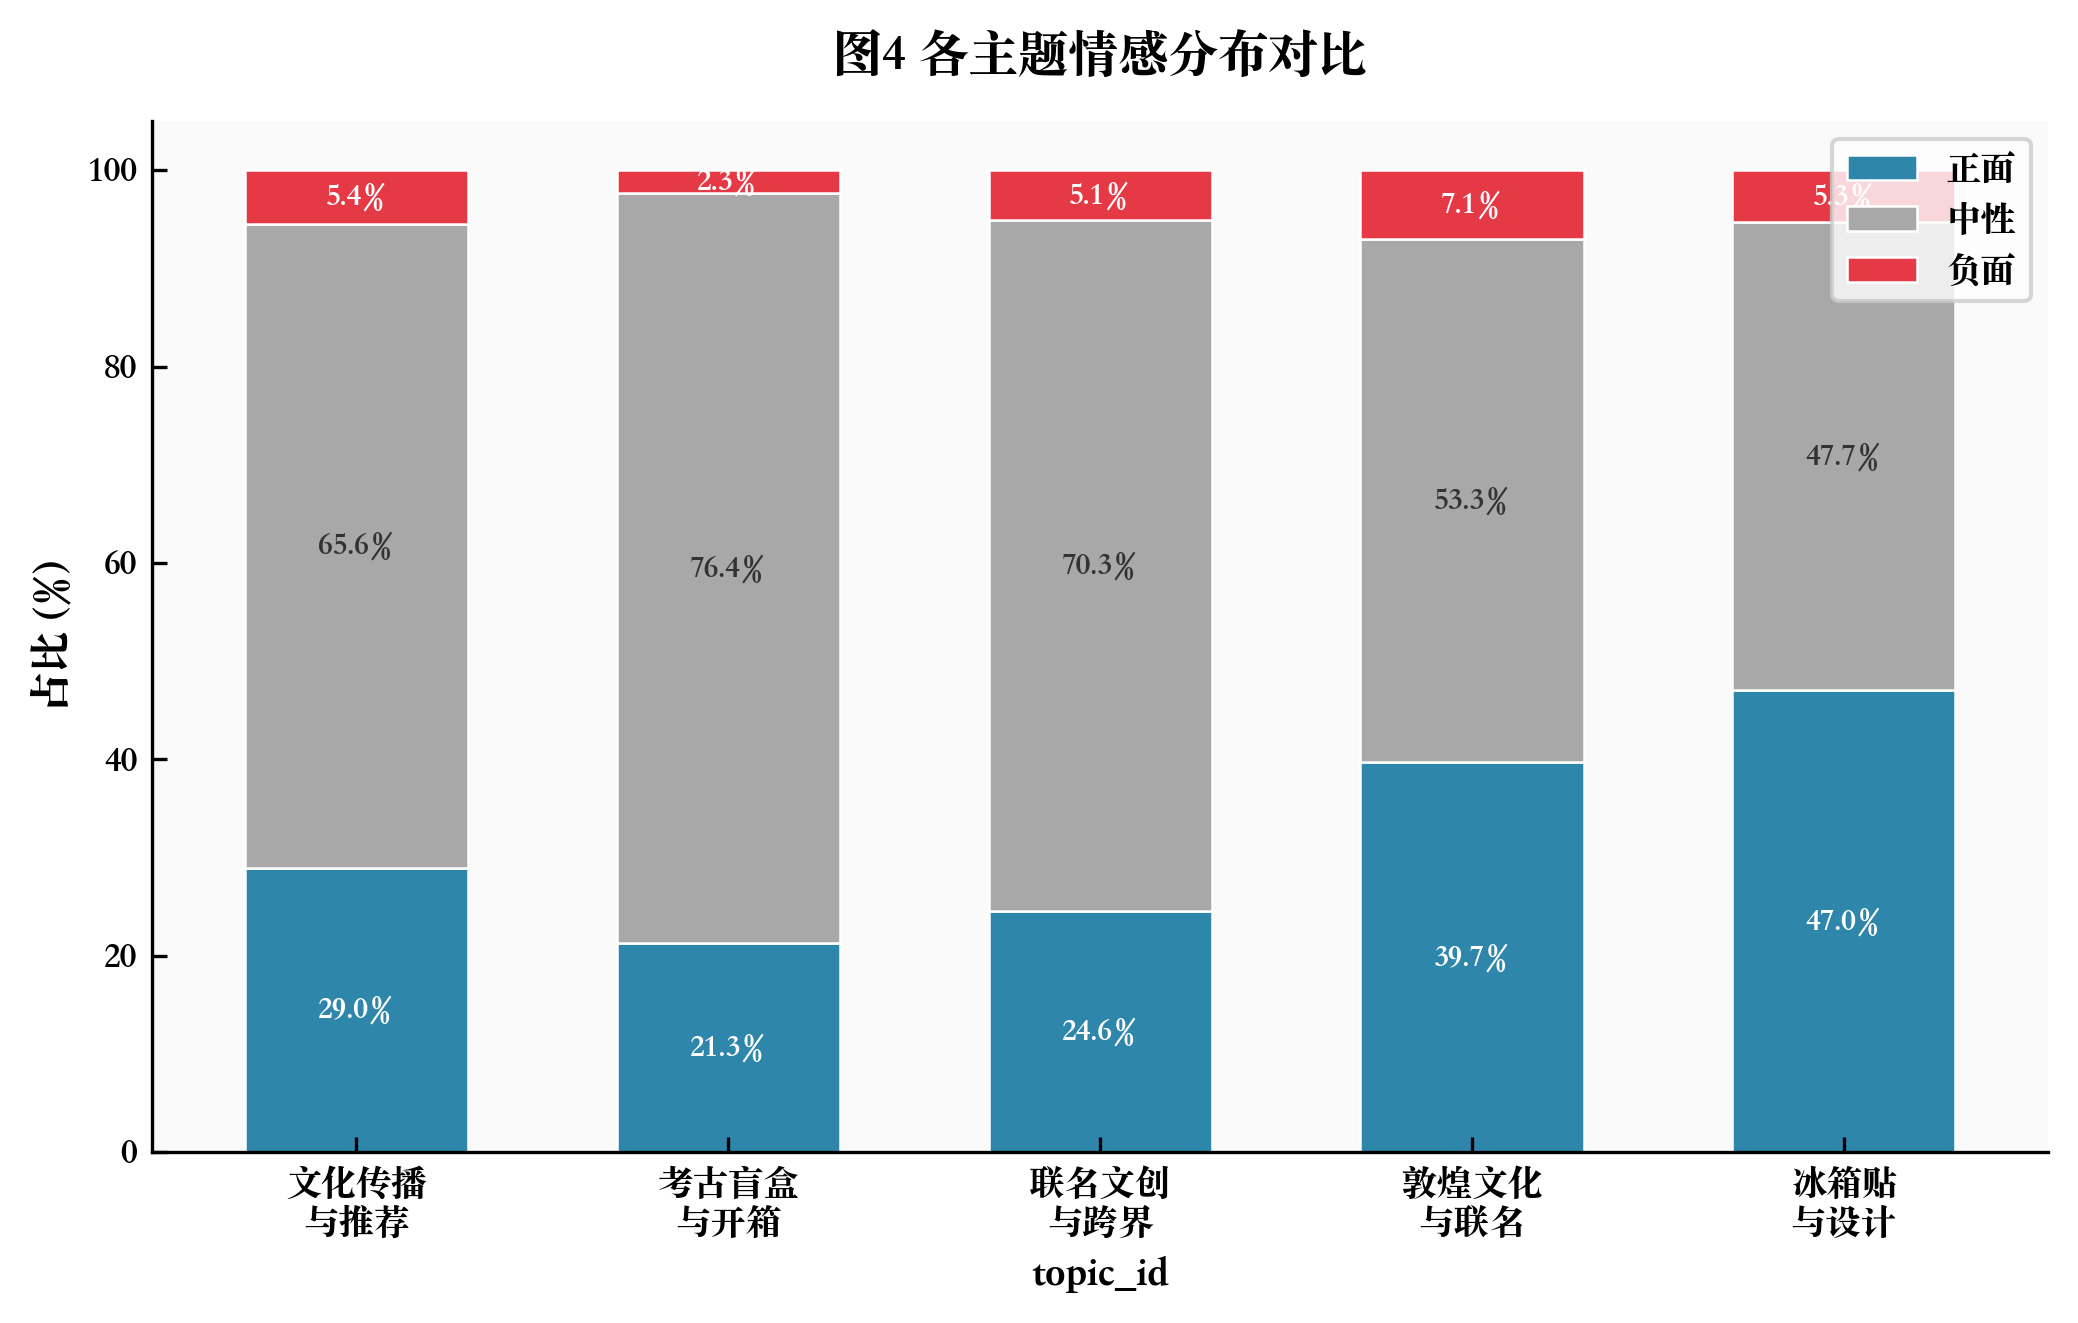 图4 各主题情感分布对比
正面
中性
负面
占比 (%)
100
80
60
40
20
0
5.4%
2.3%
5.1%
7.1%
5.3%
65.6%
76.4%
70.3%
53.3%
47.7%
29.0%
21.3%
24.6%
39.7%
47.0%
文化传播
与推荐
考古盲盒
与开箱
联名文创
与跨界
敦煌文化
与联名
冰箱贴
与设计
topic_id